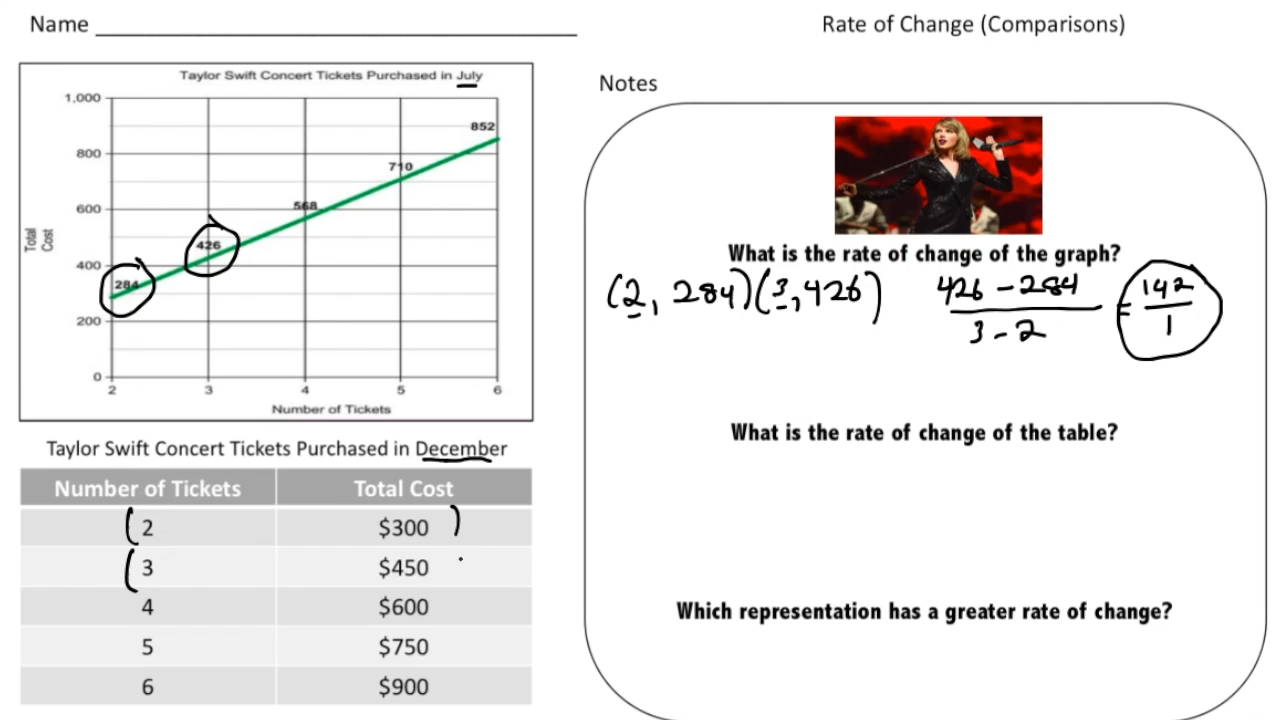 Name ____________________
Rate of Change (Comparisons)
Taylor Swift Concert Tickets Purchased in July
1,000
800
600
400
200
0
Total
Cost
284
426
568
710
852
2 3 4 5 6
Number of Tickets
Taylor Swift Concert Tickets Purchased in December
Number of Tickets Total Cost
(2 $300 )
(3 $450
4 $600
5 $750
6 $900
Notes
What is the rate of change of the graph?
(2, 284)(3,426) 426 - 284 = 142
3 - 2 1
What is the rate of change of the table?
Which representation has a greater rate of change?